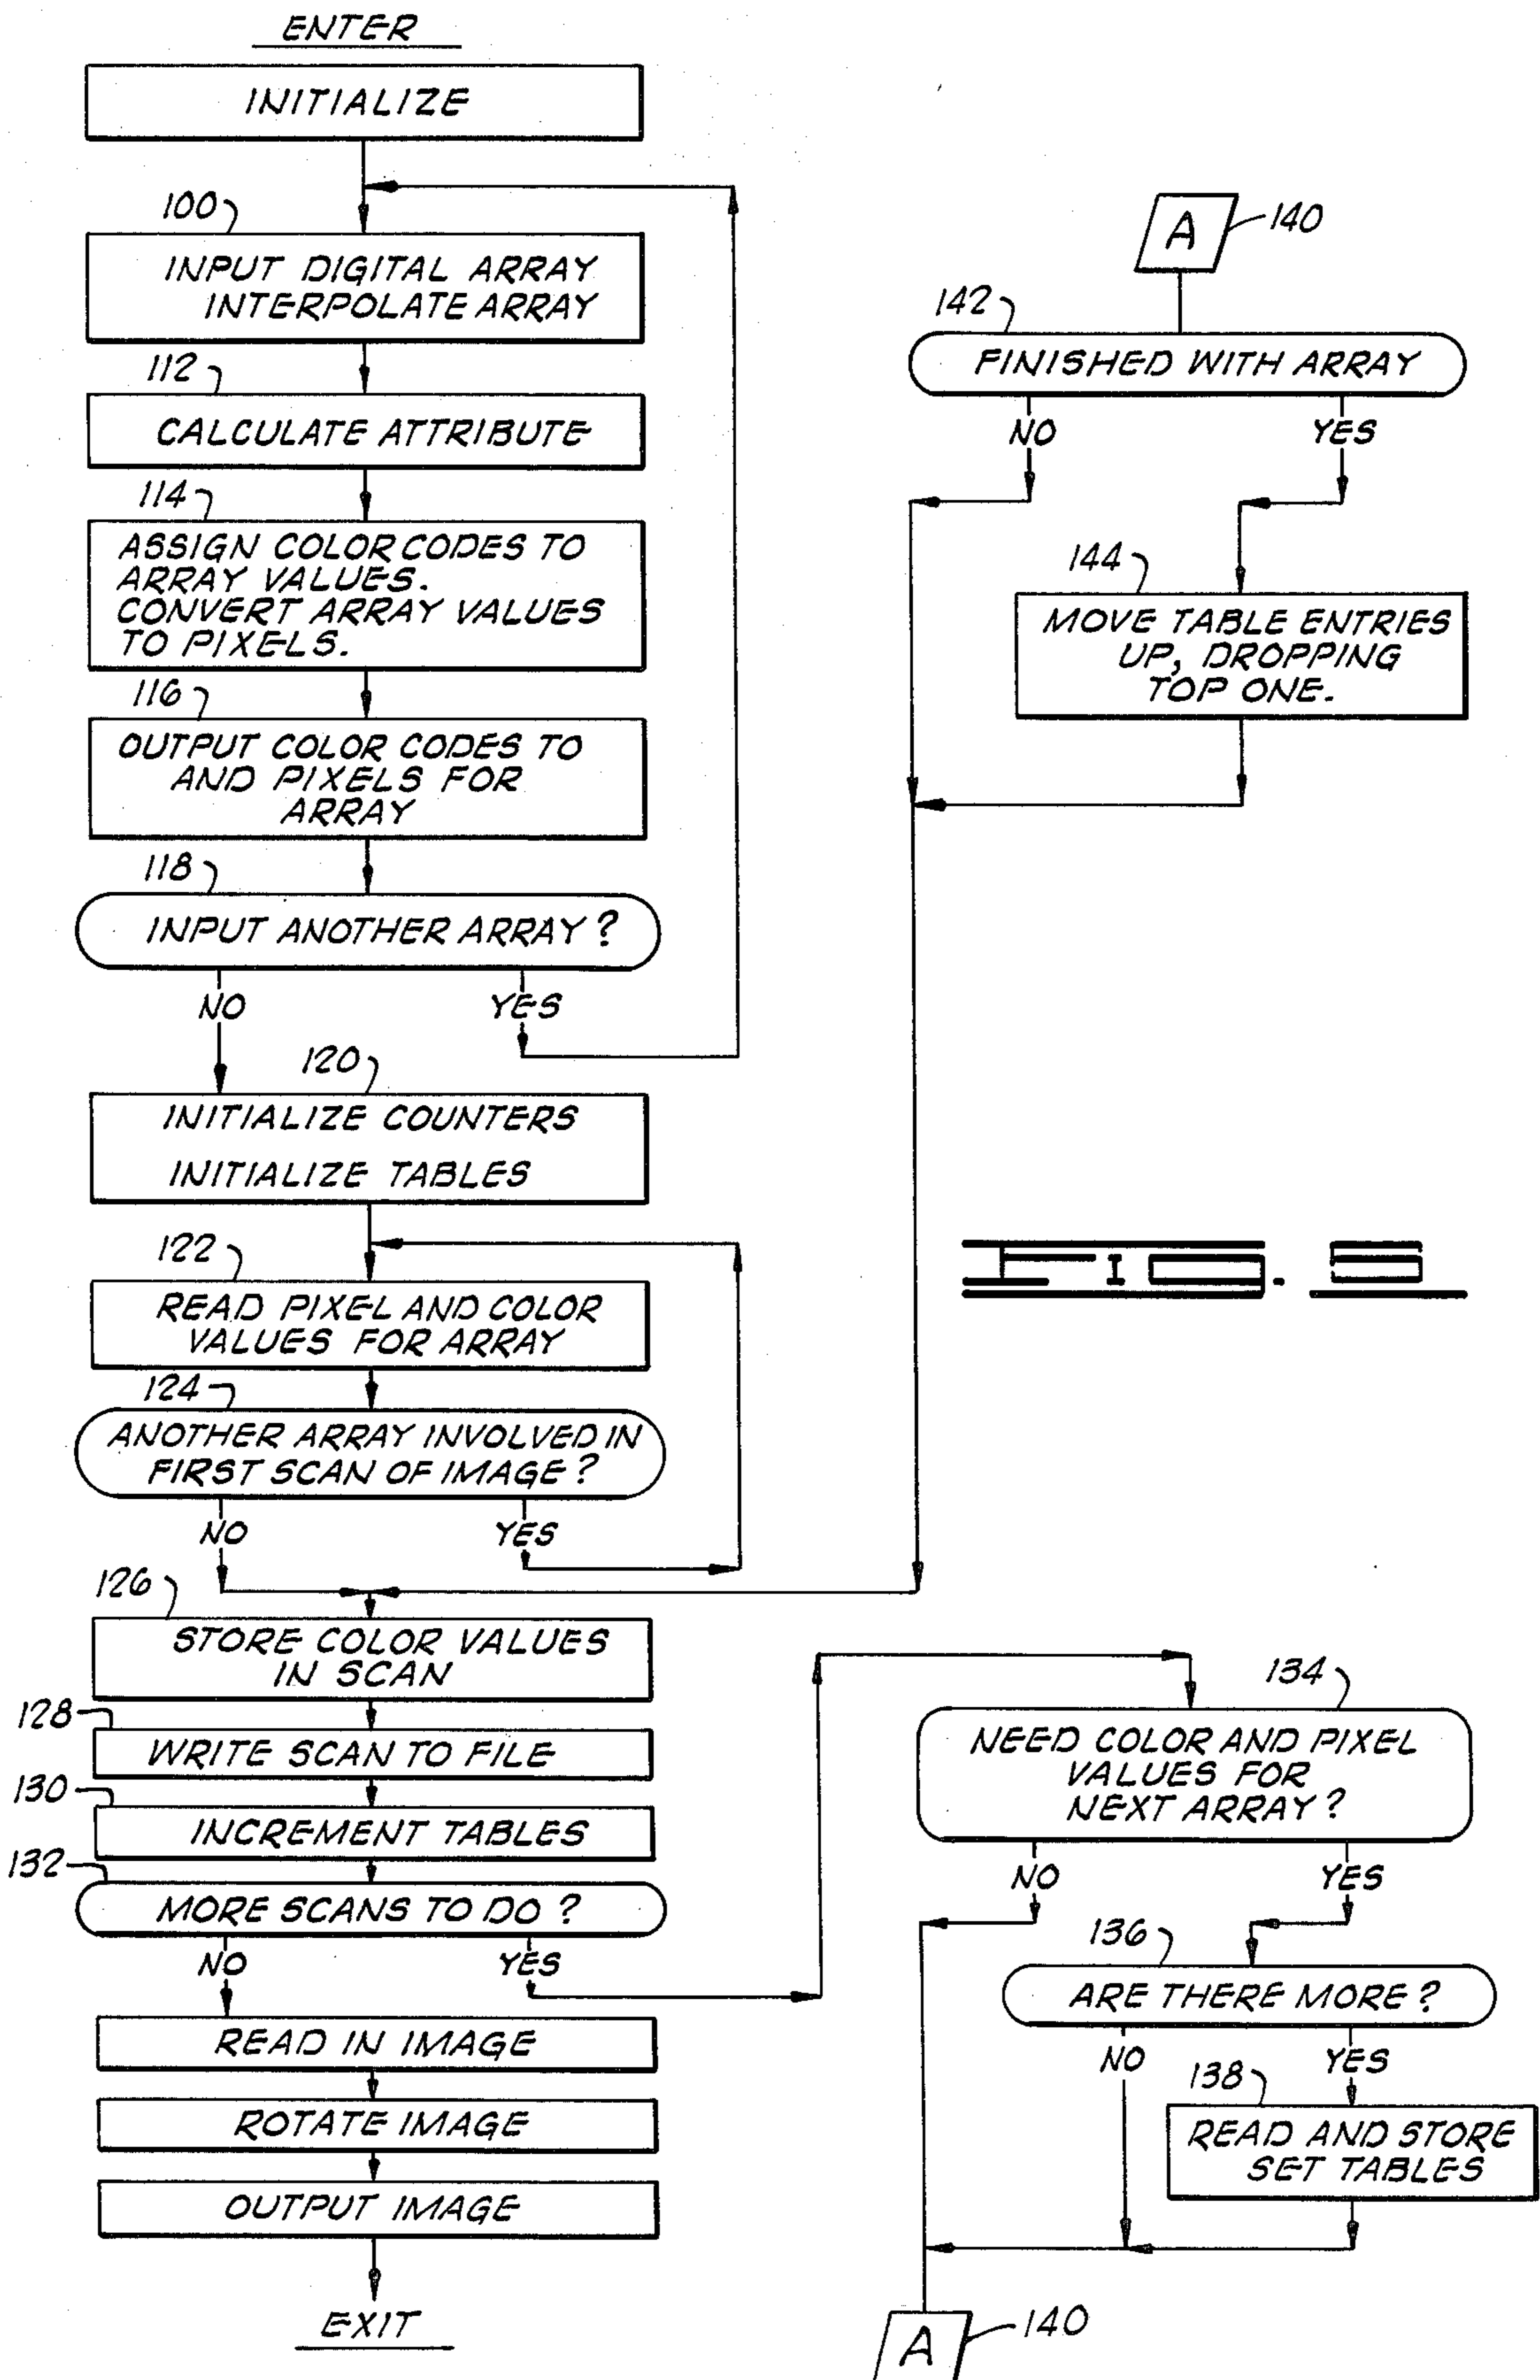 ENTER
INITIALIZE
100
INPUT DIGITAL ARRAY
INTERPOLATE ARRAY
112
CALCULATE ATTRIBUTE
114
ASSIGN COLOR CODES TO
ARRAY VALUES.
CONVERT ARRAY VALUES
TO PIXELS.
116
OUTPUT COLOR CODES TO
AND PIXELS FOR
ARRAY
118
INPUT ANOTHER ARRAY?
NO
YES
120
INITIALIZE COUNTERS
INITIALIZE TABLES
122
READ PIXEL AND COLOR
VALUES FOR ARRAY
124
ANOTHER ARRAY INVOLVED IN
FIRST SCAN OF IMAGE?
NO
YES
126
STORE COLOR VALUES
IN SCAN
128
WRITE SCAN TO FILE
130
INCREMENT TABLES
132
MORE SCANS TO DO?
NO
YES
READ IN IMAGE
ROTATE IMAGE
OUTPUT IMAGE
EXIT
A
140
142
FINISHED WITH ARRAY
NO
YES
144
MOVE TABLE ENTRIES
UP, DROPPING
TOP ONE.
134
NEED COLOR AND PIXEL
VALUES FOR
NEXT ARRAY?
NO
YES
136
ARE THERE MORE?
NO
YES
138
READ AND STORE
SET TABLES
A
140